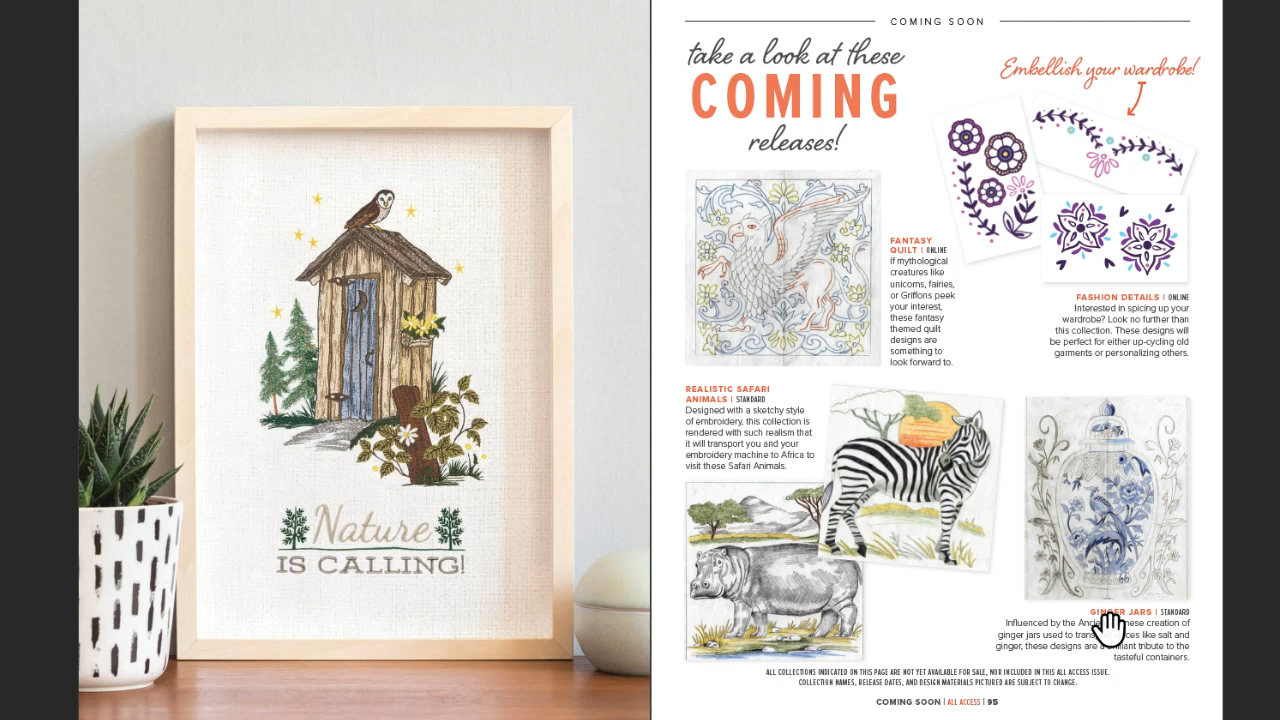 Nature
IS CALLING!
COMING SOON
take a look at these
COMING
releases!
Embellish your wardrobe!
FANTASY
QUILT | ONLINE
If mythological
creatures like
unicorns, fairies,
or Griffons peek
your interest,
these fantasy
themed quilt
designs are
something to
look forward to.
FASHION DETAILS | ONLINE
Interested in spicing up your
wardrobe? Look no further than
this collection. These designs will
be perfect for either up-cycling old
garments or personalizing others.
REALISTIC SAFARI
ANIMALS | STANDARD
Designed with a sketchy style
of embroidery, this collection is
rendered with such realism that
it will transport you and your
embroidery machine to Africa to
visit these Safari Animals.
GINGER JARS | STANDARD
Influenced by the creation of
ginger jars used to like salt and
ginger, these designs are a tribute to the
tasteful containers.
ALL COLLECTIONS INDICATED ON THIS PAGE ARE NOT YET AVAILABLE FOR SALE, NOR INCLUDED IN THIS ALL ACCESS ISSUE.
COLLECTION NAMES, RELEASE DATES, AND DESIGN MATERIALS PICTURED ARE SUBJECT TO CHANGE.
COMING SOON | ALL ACCESS | 95